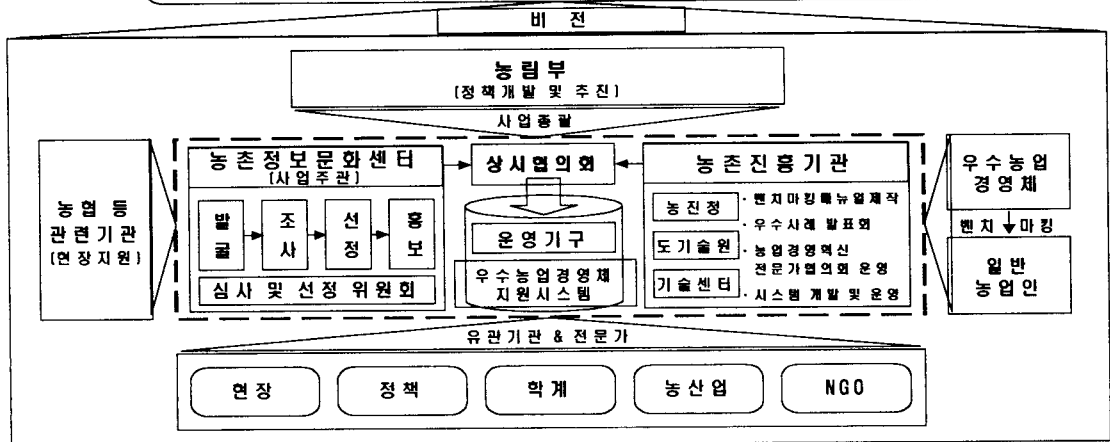 비 전
농림부
(정책개발 및 추진)
사업총괄
농협 등
관련기관
(현장지원)
농촌정보문화센터
(사업주관)
발굴
조사
선정
홍보
심사 및 선정 위원회
상시협의회
운영기구
우수농업경영체
지원시스템
농촌진흥기관
농진청
도기술원
기술센터
· 벤치마킹매뉴얼제작
· 우수사례 발표회
· 농업경영혁신
전문가협의회 운영
· 시스템 개발 및 운영
우수농업
경영체
벤치 마킹
일반
농업인
유관기관 & 전문가
현장
정책
학계
농산업
NGO